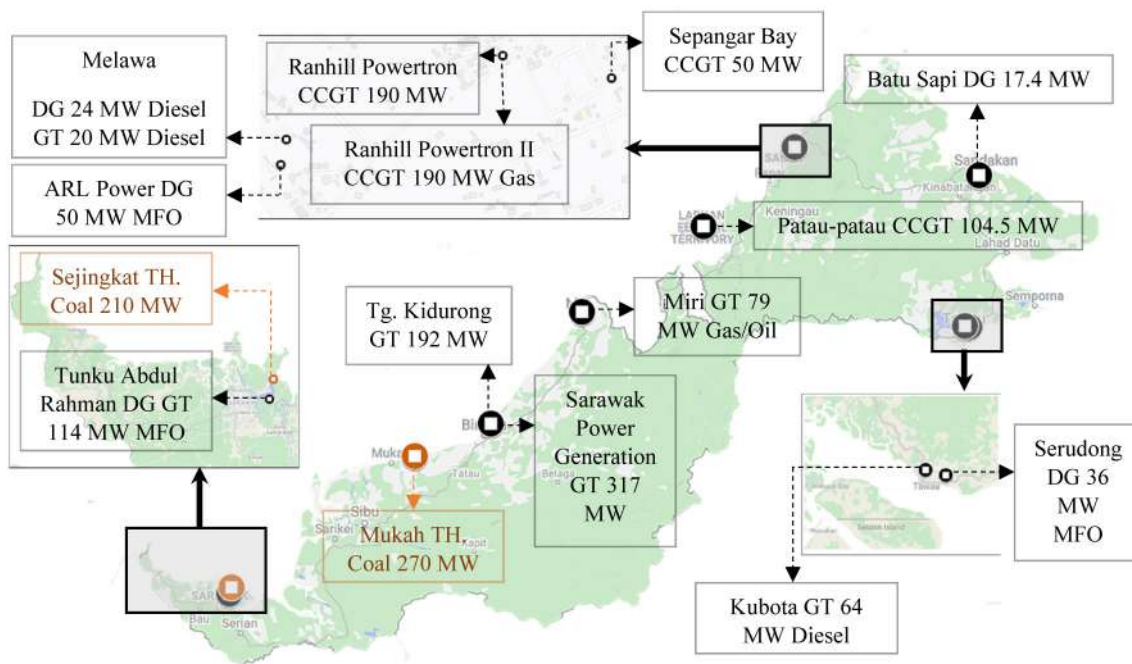 Melawa
DG 24 MW Diesel
GT 20 MW Diesel
ARL Power DG
50 MW MFO
Ranhill Powertron
CCGT 190 MW
Ranhill Powertron II
CCGT 190 MW Gas
Sepangar Bay
CCGT 50 MW
Batu Sapi DG 17.4 MW
Sandakan
Kinabatangan
Keningau
TERRITORY
Patau-patau CCGT 104.5 MW
Lahad Datu
Semporna
Sejingkat TH.
Coal 210 MW
Tunku Abdul
Rahman DG GT
114 MW MFO
Tg. Kidurong
GT 192 MW
Miri GT 79
MW Gas/Oil
Sarawak
Power
Generation
GT 317
MW
Tatau
Belaga
Sibu
Sarikei
Kapit
Mukah TH.
Coal 270 MW
Bau
Serian
Tawau
Serudong
DG 36
MW
MFO
Kubota GT 64
MW Diesel